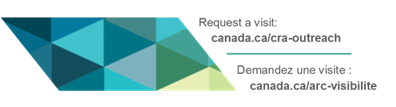 Request a visit:
canada.ca/cra-outreach
Demandez une visite :
canada.ca/arc-visibilite